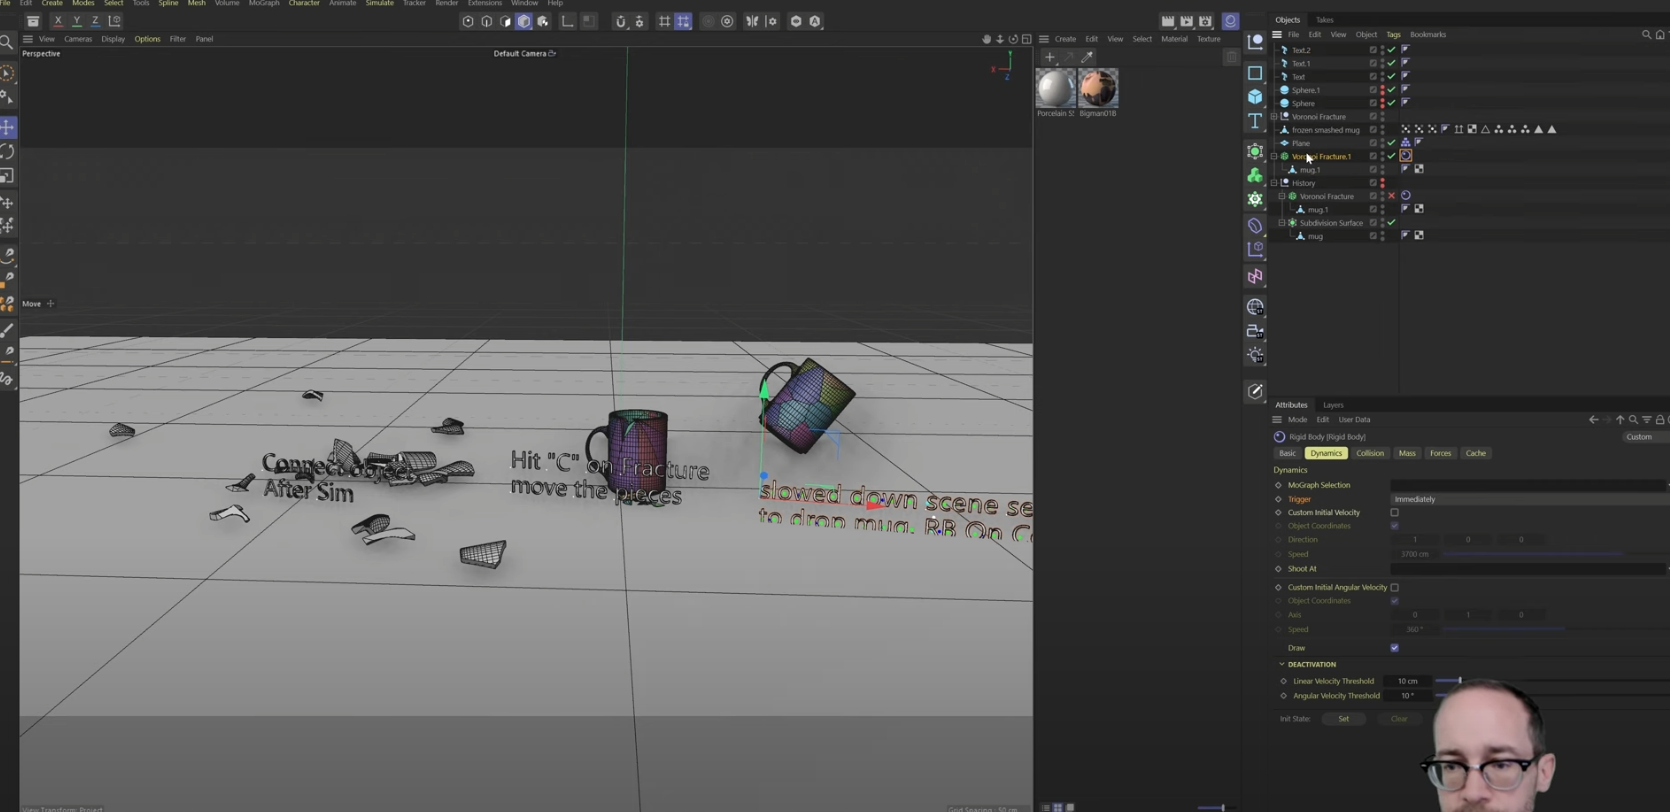 File Edit Create Modes Select Tools Spline Mesh Volume MoGraph Character Animate Simulate Tracker Render Extensions Window Help
X Y Z
View Cameras Display Options Filter Panel
Perspective
Default Camera
Y
X
Z
Move
Connect object
After Sim
Hit "C" on Fracture
move the pieces
slowed down scene se
to drop mug. RB On C
View Transform: Project
Grid Spacing : 50 cm
Create Edit View Select Material Texture
Porcelain S
Bigman01B
Objects Takes
File Edit View Object Tags Bookmarks
Text.2
Text.1
Text
Sphere.1
Sphere
Voronoi Fracture
frozen smashed mug
Plane
Voronoi Fracture.1
mug.1
History
Voronoi Fracture
mug.1
Subdivision Surface
mug
Attributes Layers
Mode Edit User Data
Rigid Body [Rigid Body]
Custom
Basic Dynamics Collision Mass Forces Cache
Dynamics
MoGraph Selection
Trigger Immediately
Custom Initial Velocity
Object Coordinates
Direction 1 0 0
Speed 3700 cm
Shoot At
Custom Initial Angular Velocity
Object Coordinates
Axis 0 1 0
Speed 360 °
Draw
DEACTIVATION
Linear Velocity Threshold 10 cm
Angular Velocity Threshold 10 °
Init State: Set Clear